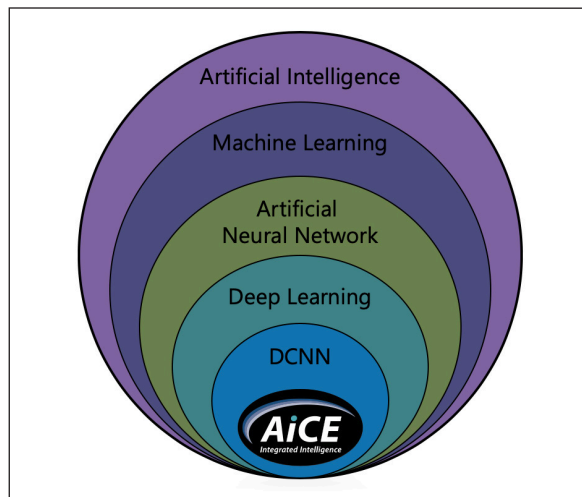 Artificial Intelligence
Machine Learning
Artificial
Neural Network
Deep Learning
DCNN
AiCE
Integrated Intelligence